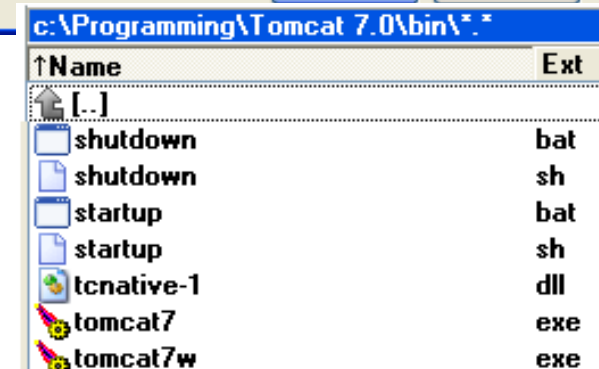 c:\Programming\Tomcat 7.0\bin\*.*
↑Name Ext
[..]
shutdown bat
shutdown sh
startup bat
startup sh
tcnative-1 dll
tomcat7 exe
tomcat7w exe